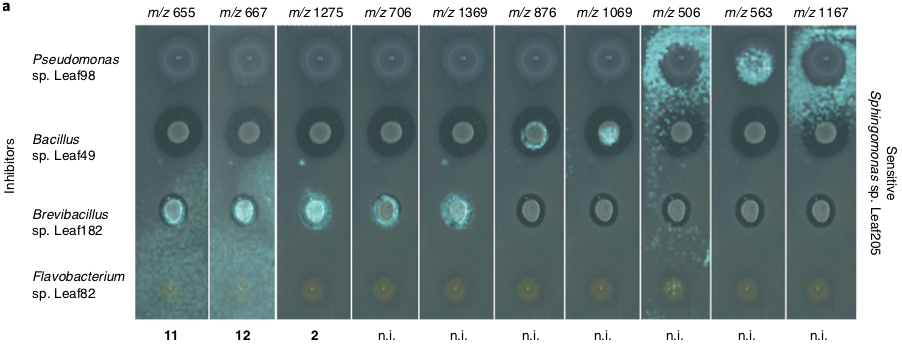 a
m/z 655 m/z 667 m/z 1275 m/z 706 m/z 1369 m/z 876 m/z 1069 m/z 506 m/z 563 m/z 1167
Pseudomonas
sp. Leaf98
Bacillus
sp. Leaf49
Brevibacillus
sp. Leaf182
Flavobacterium
sp. Leaf82
Inhibitors
Sensitive
Sphingomonas sp. Leaf205
11 12 2 n.i. n.i. n.i. n.i. n.i. n.i. n.i.